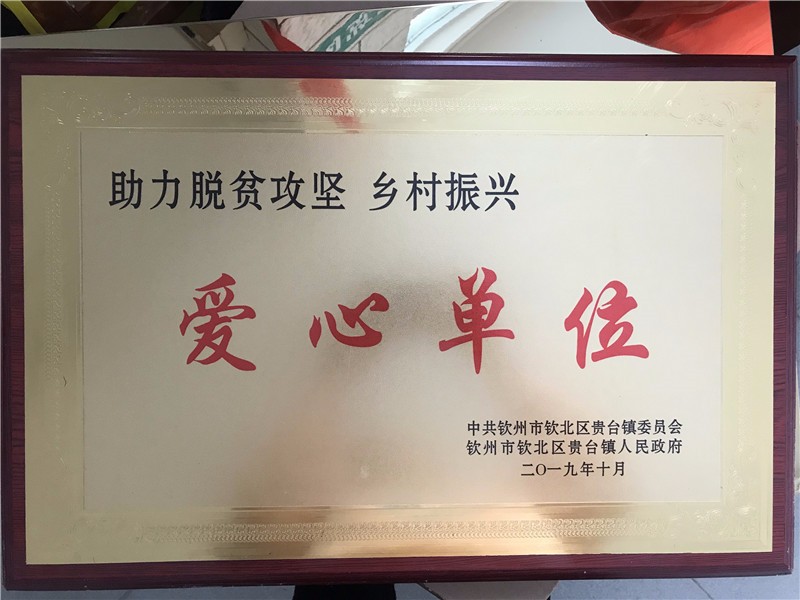 助力脱贫攻坚 乡村振兴
爱心单位
中共钦州市钦北区贵台镇委员会
钦州市钦北区贵台镇人民政府
二〇一九年十月